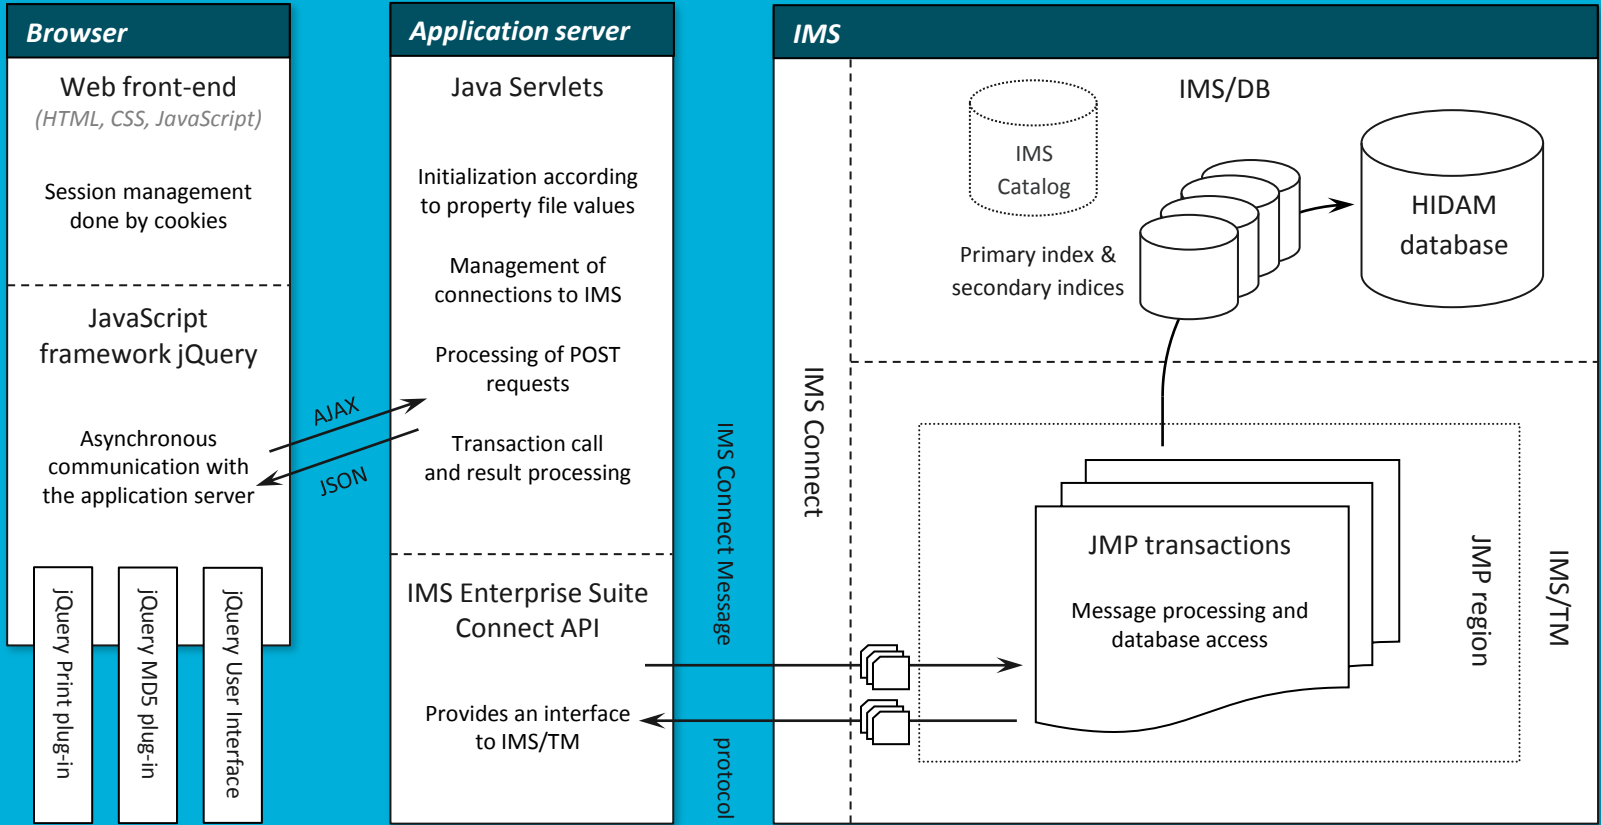 Browser
Web front-end
(HTML, CSS, JavaScript)
Session management
done by cookies
JavaScript
framework jQuery
Asynchronous
communication with
the application server
jQuery Print plug-in
jQuery MD5 plug-in
jQuery User Interface
AJAX
JSON
Application server
Java Servlets
Initialization according
to property file values
Management of
connections to IMS
Processing of POST
requests
Transaction call
and result processing
IMS Enterprise Suite
Connect API
Provides an interface
to IMS/TM
IMS Connect Message
protocol
IMS
IMS Connect
IMS/DB
IMS
Catalog
Primary index &
secondary indices
HIDAM
database
JMP transactions
Message processing and
database access
JMP region
IMS/TM